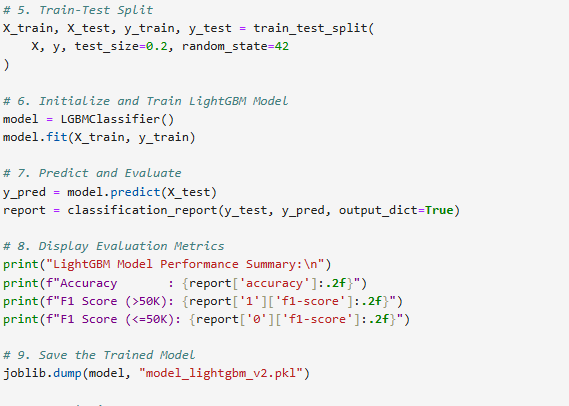 # 5. Train-Test Split
X_train, X_test, y_train, y_test = train_test_split(
    X, y, test_size=0.2, random_state=42
)
# 6. Initialize and Train LightGBM Model
model = LGBMClassifier()
model.fit(X_train, y_train)
# 7. Predict and Evaluate
y_pred = model.predict(X_test)
report = classification_report(y_test, y_pred, output_dict=True)
# 8. Display Evaluation Metrics
print("LightGBM Model Performance Summary:\n")
print(f"Accuracy       : {report['accuracy']:.2f}")
print(f"F1 Score (>50K): {report['1']['f1-score']:.2f}")
print(f"F1 Score (<=50K): {report['0']['f1-score']:.2f}")
# 9. Save the Trained Model
joblib.dump(model, "model_lightgbm_v2.pkl")